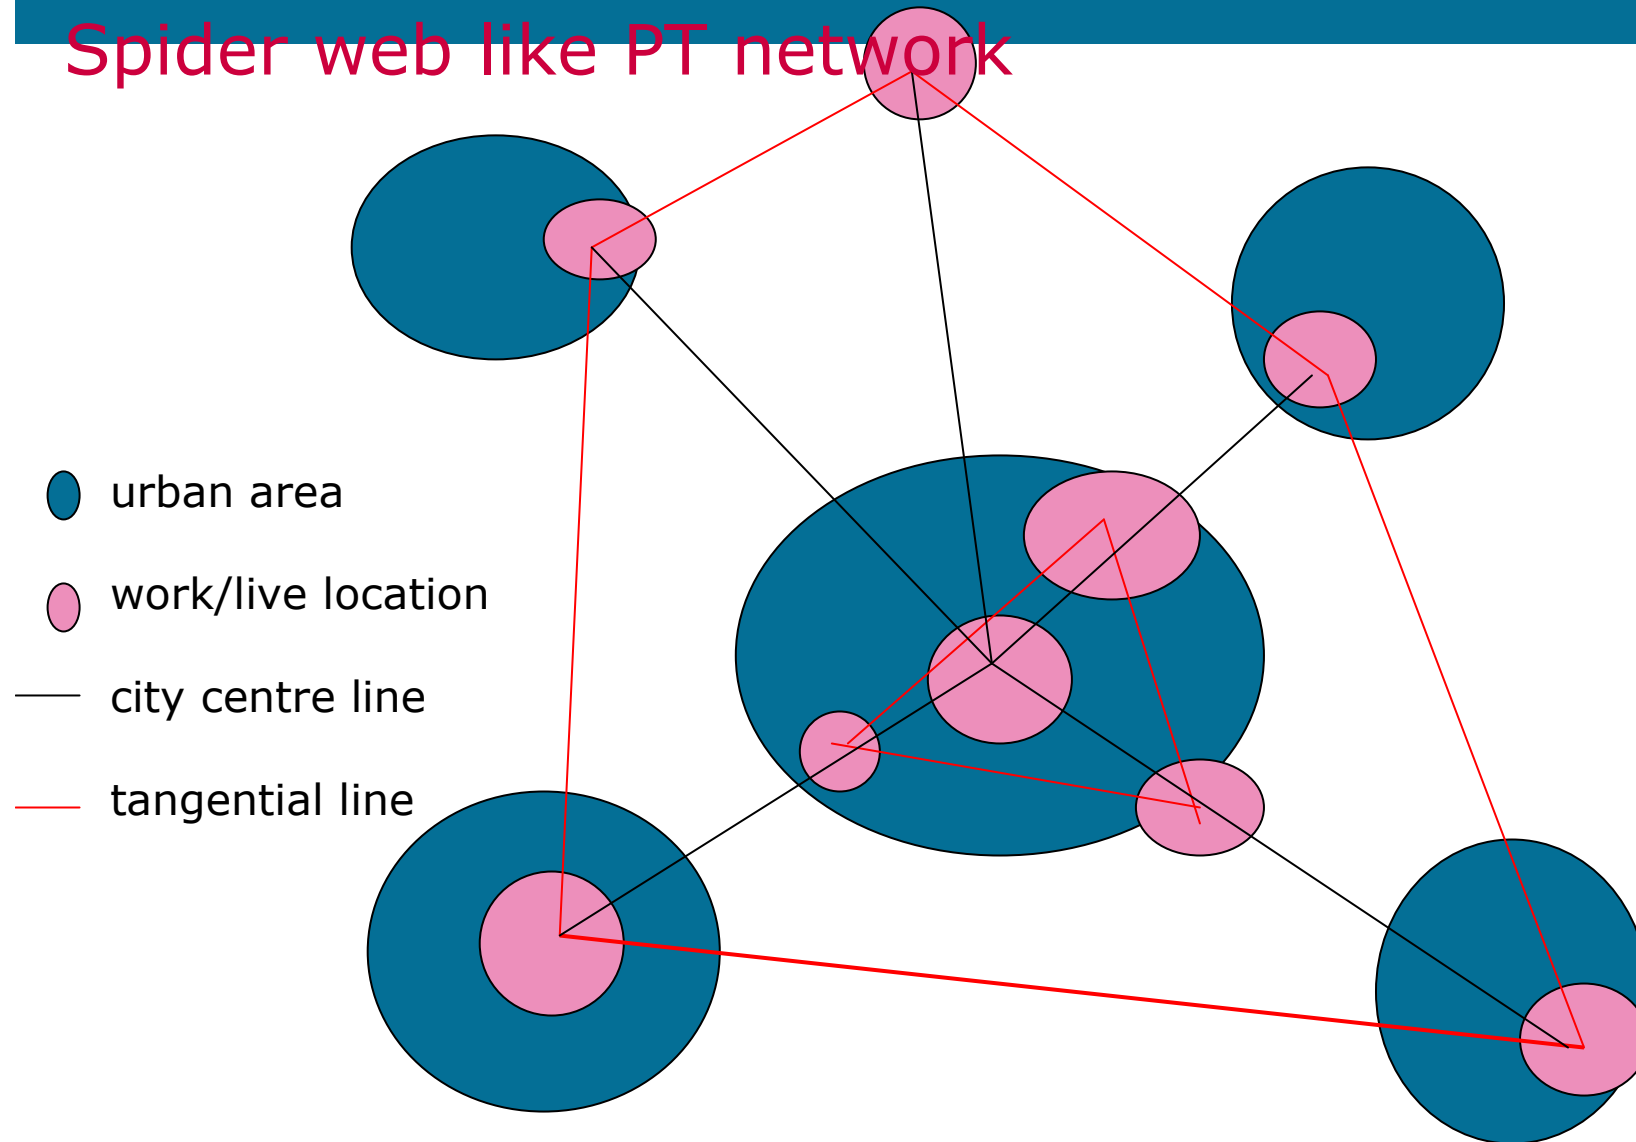 Spider web like PT network
urban area
work/live location
city centre line
tangential line